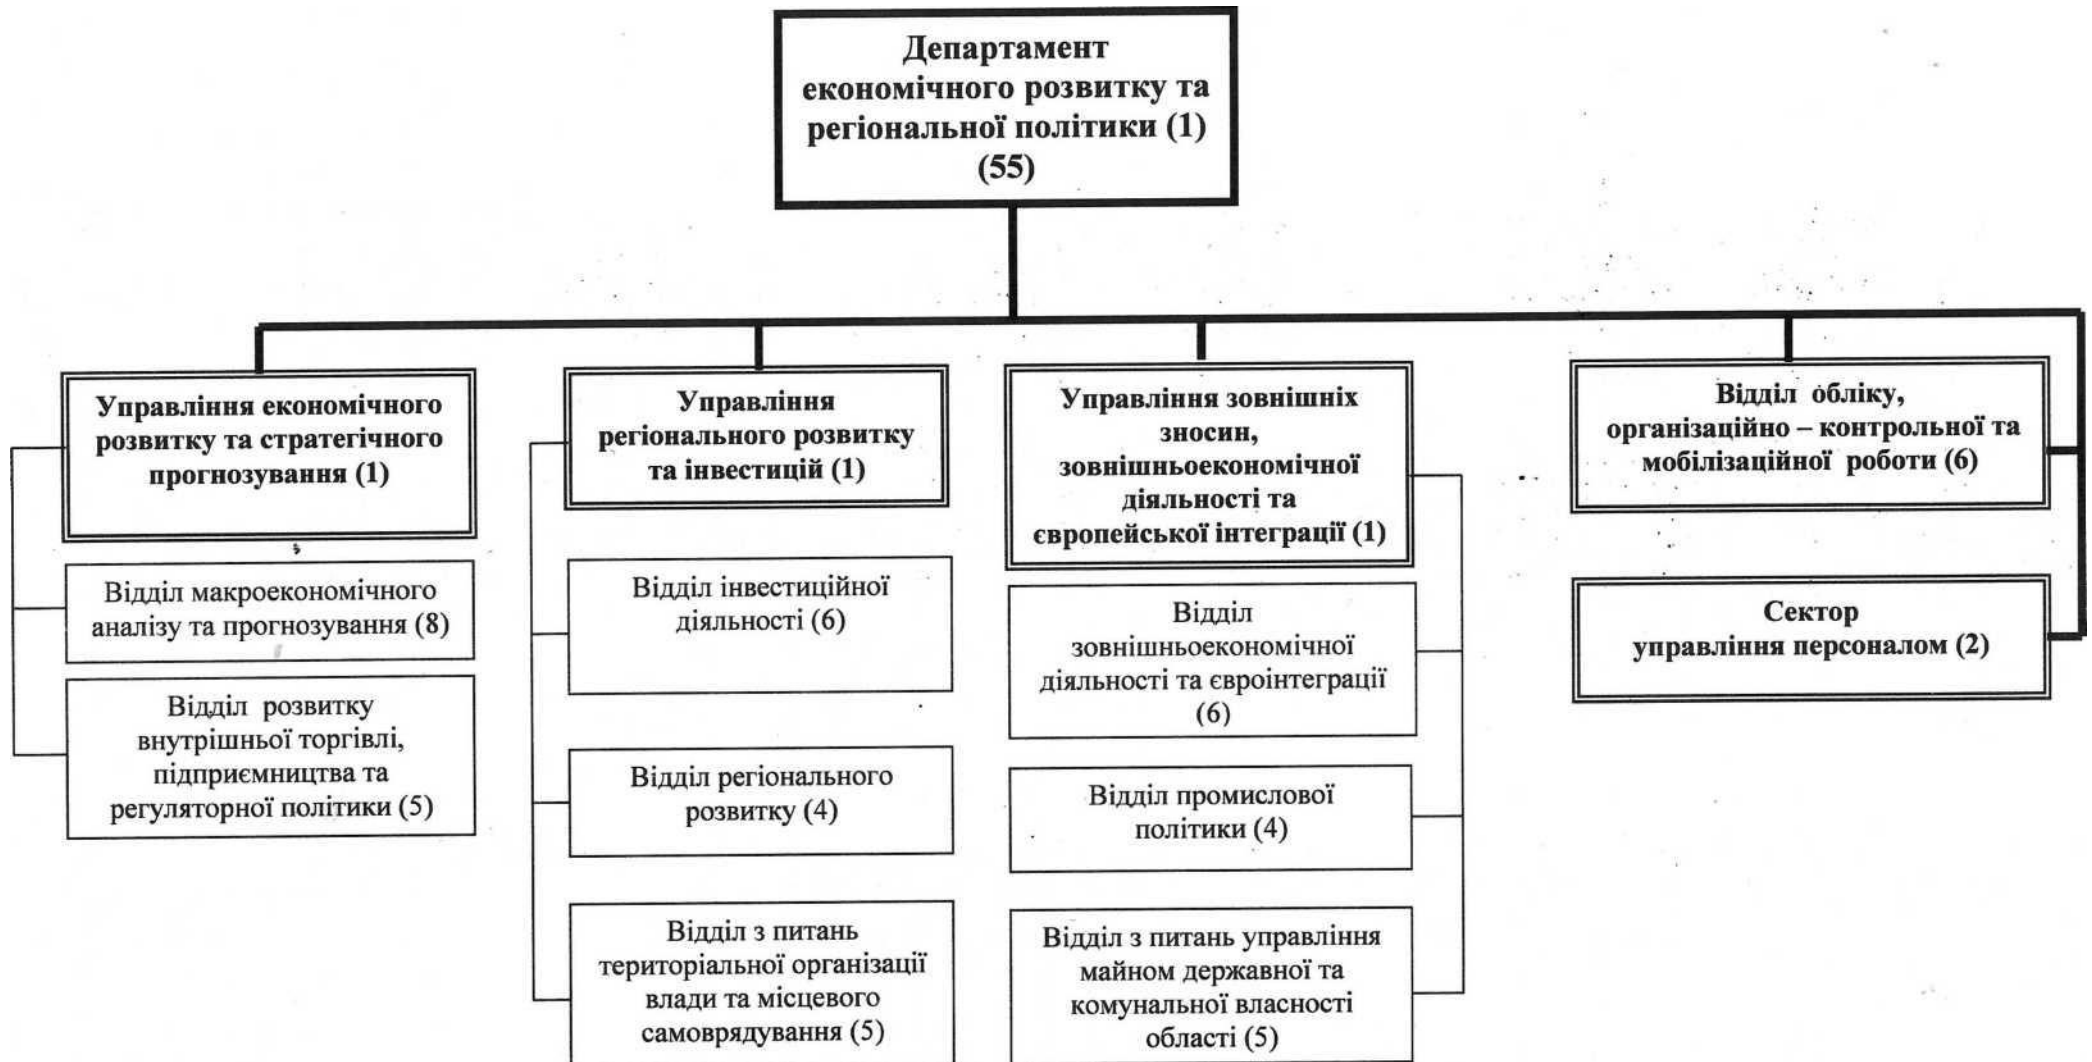 Департамент
економічного розвитку та
регіональної політики (1)
(55)
Управління економічного
розвитку та стратегічного
прогнозування (1)
Відділ макроекономічного
аналізу та прогнозування (8)
Відділ розвитку
внутрішньої торгівлі,
підприємництва та
регуляторної політики (5)
Управління
регіонального розвитку
та інвестицій (1)
Відділ інвестиційної
діяльності (6)
Відділ регіонального
розвитку (4)
Відділ з питань
територіальної організації
влади та місцевого
самоврядування (5)
Управління зовнішніх
зносин,
зовнішньоекономічної
діяльності та
європейської інтеграції (1)
Відділ
зовнішньоекономічної
діяльності та євроінтеграції
(6)
Відділ промислової
політики (4)
Відділ з питань управління
майном державної та
комунальної власності
області (5)
Відділ обліку,
організаційно – контрольної та
мобілізаційної роботи (6)
Сектор
управління персоналом (2)